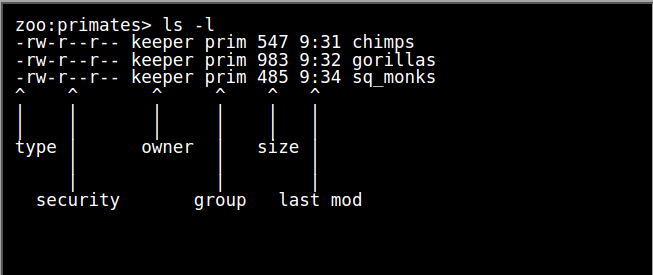 zoo:primates> ls -l
-rw-r--r-- keeper prim 547 9:31 chimps
-rw-r--r-- keeper prim 983 9:32 gorillas
-rw-r--r-- keeper prim 485 9:34 sq_monks
^ ^ ^ ^ ^ ^
type owner size
security group last mod